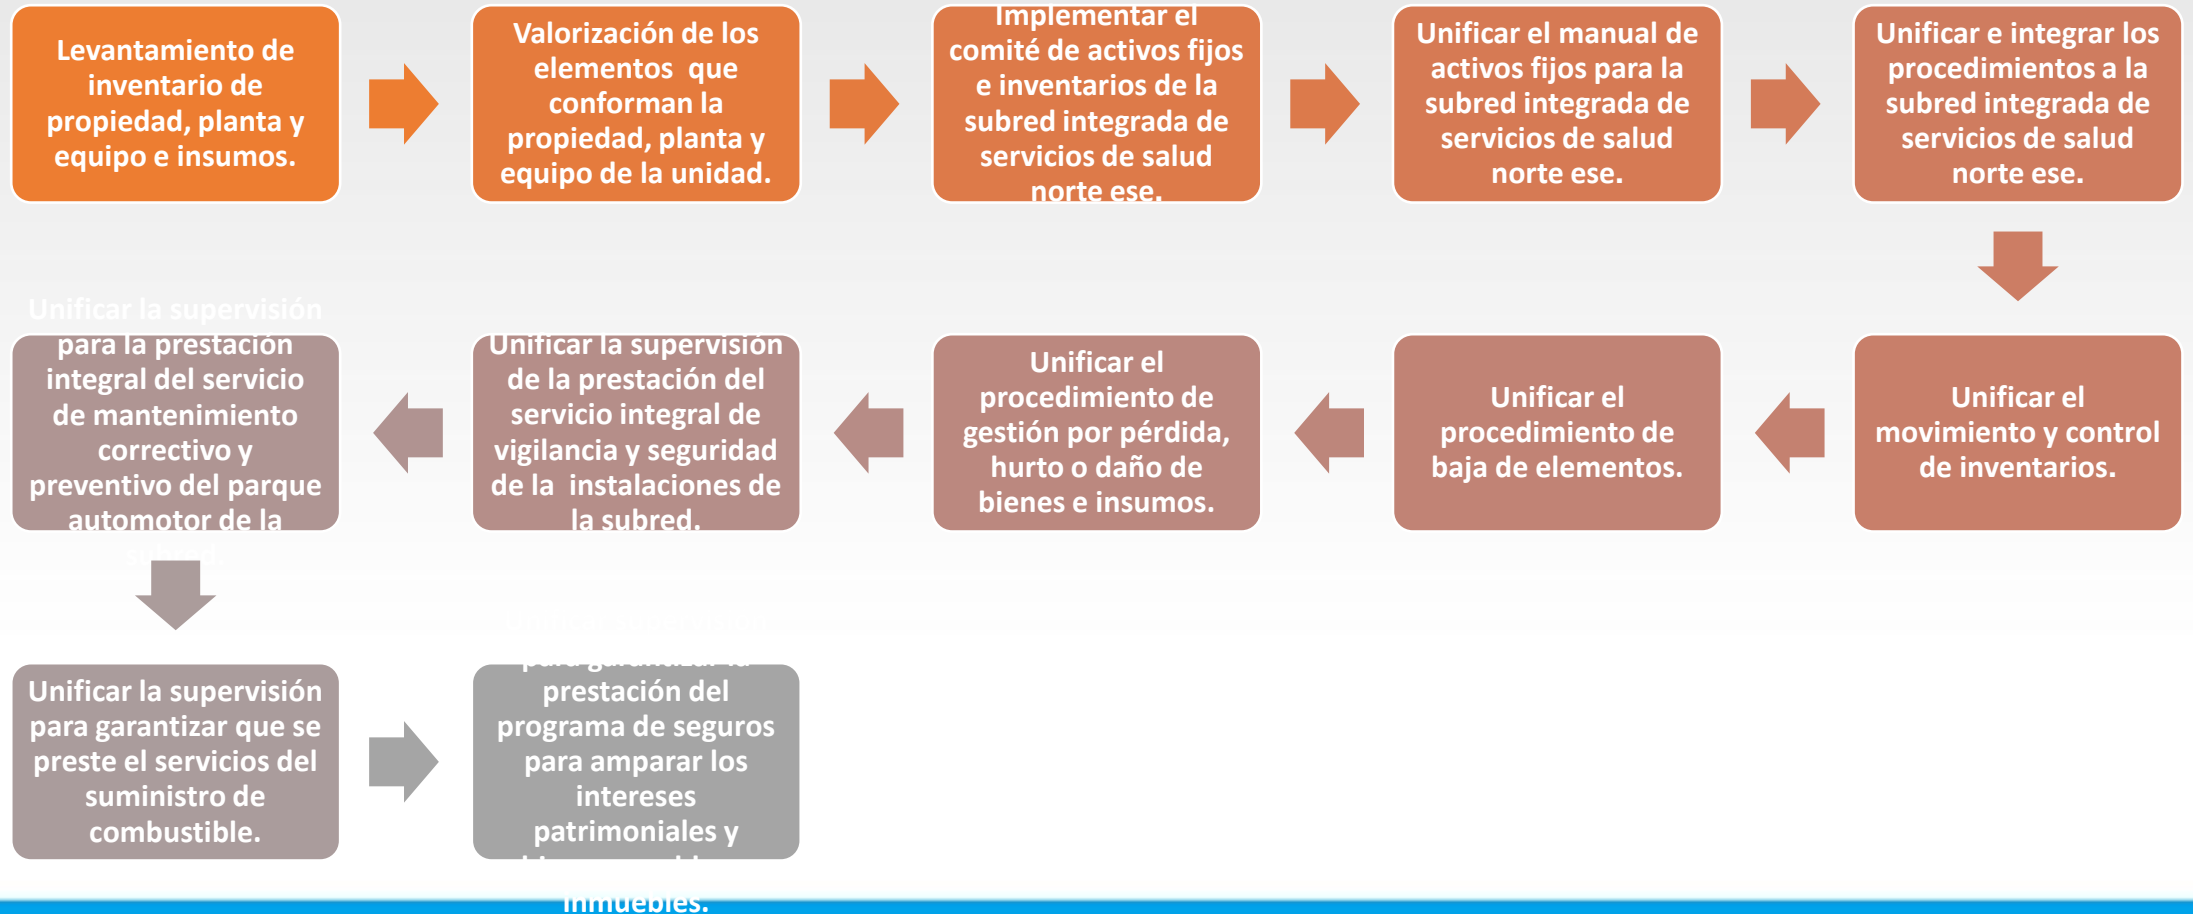 Levantamiento de
inventario de
propiedad, planta y
equipo e insumos.
Valorización de los
elementos que
conforman la
propiedad, planta y
equipo de la unidad.
Implementar el
comité de activos fijos
e inventarios de la
subred integrada de
servicios de salud
norte ese.
Unificar el manual de
activos fijos para la
subred integrada de
servicios de salud
norte ese.
Unificar e integrar los
procedimientos a la
subred integrada de
servicios de salud
norte ese.
Unificar el
movimiento y control
de inventarios.
Unificar el
procedimiento de
baja de elementos.
Unificar el
procedimiento de
gestión por pérdida,
hurto o daño de
bienes e insumos.
Unificar la supervisión
de la prestación del
servicio integral de
vigilancia y seguridad
de la instalaciones de
la subred.
Unificar la supervisión
para la prestación
integral del servicio
de mantenimiento
correctivo y
preventivo del parque
automotor de la
subred.
Unificar la supervisión
para garantizar que se
preste el servicios del
suministro de
combustible.
para garantizar la
prestación del
programa de seguros
para amparar los
intereses
patrimoniales y
inmuebles.